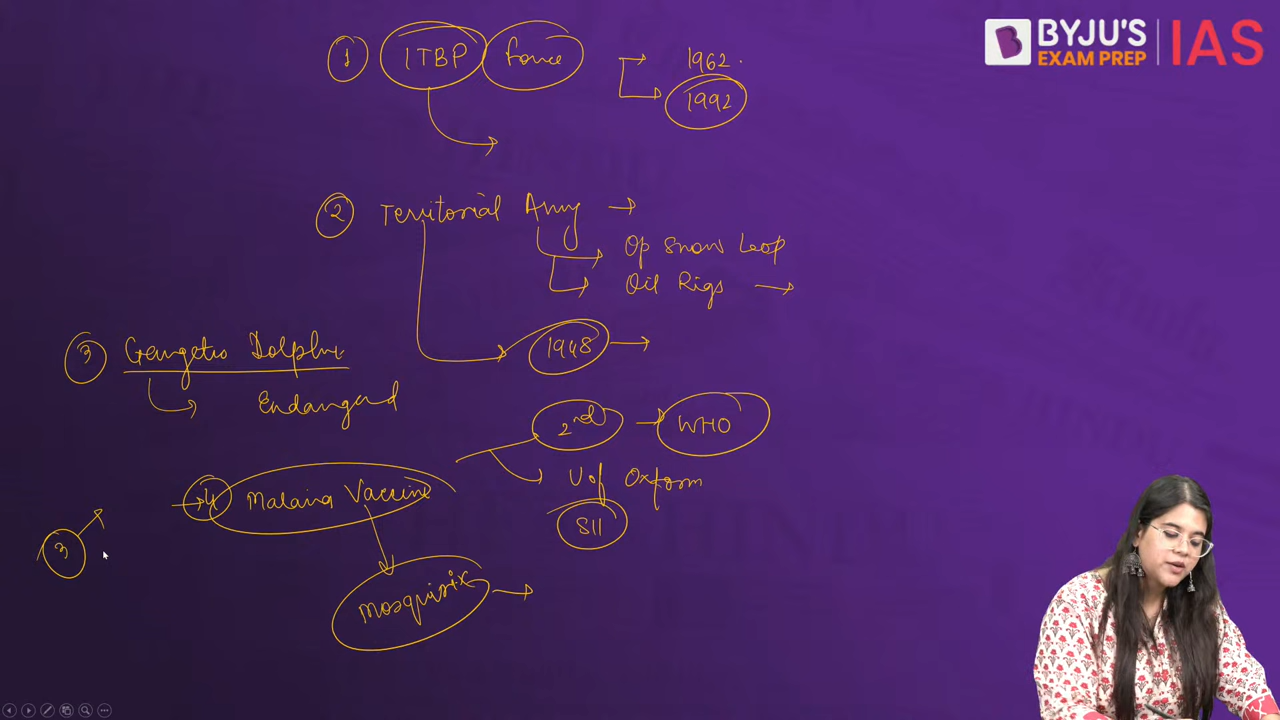 BYJU'S
EXAM PREP
IAS
1 ITBP Force 1962.
1992
2 Territorial Army
Op Snow Leop
Oil Rigs
1948
3 Gangetic Dolphin
Endangered
2nd WHO
4 Malaria Vaccine
U of Oxform
SII
3
Mosquirix